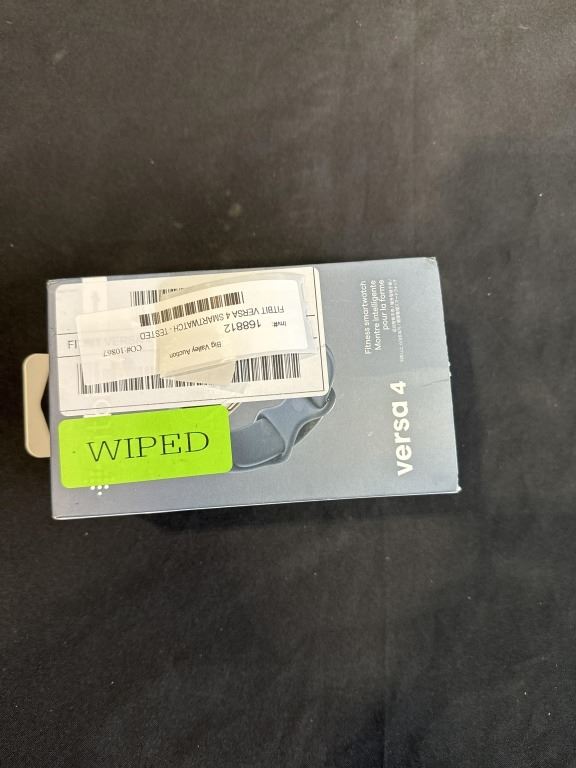 Big Valley Auction
Inv#: 168812
CO# 10867
FITBIT VERSA 4 SMARTWATCH - TESTED
WIPED
Fitness smartwatch
Montre intelligente
pour la forme
versa 4